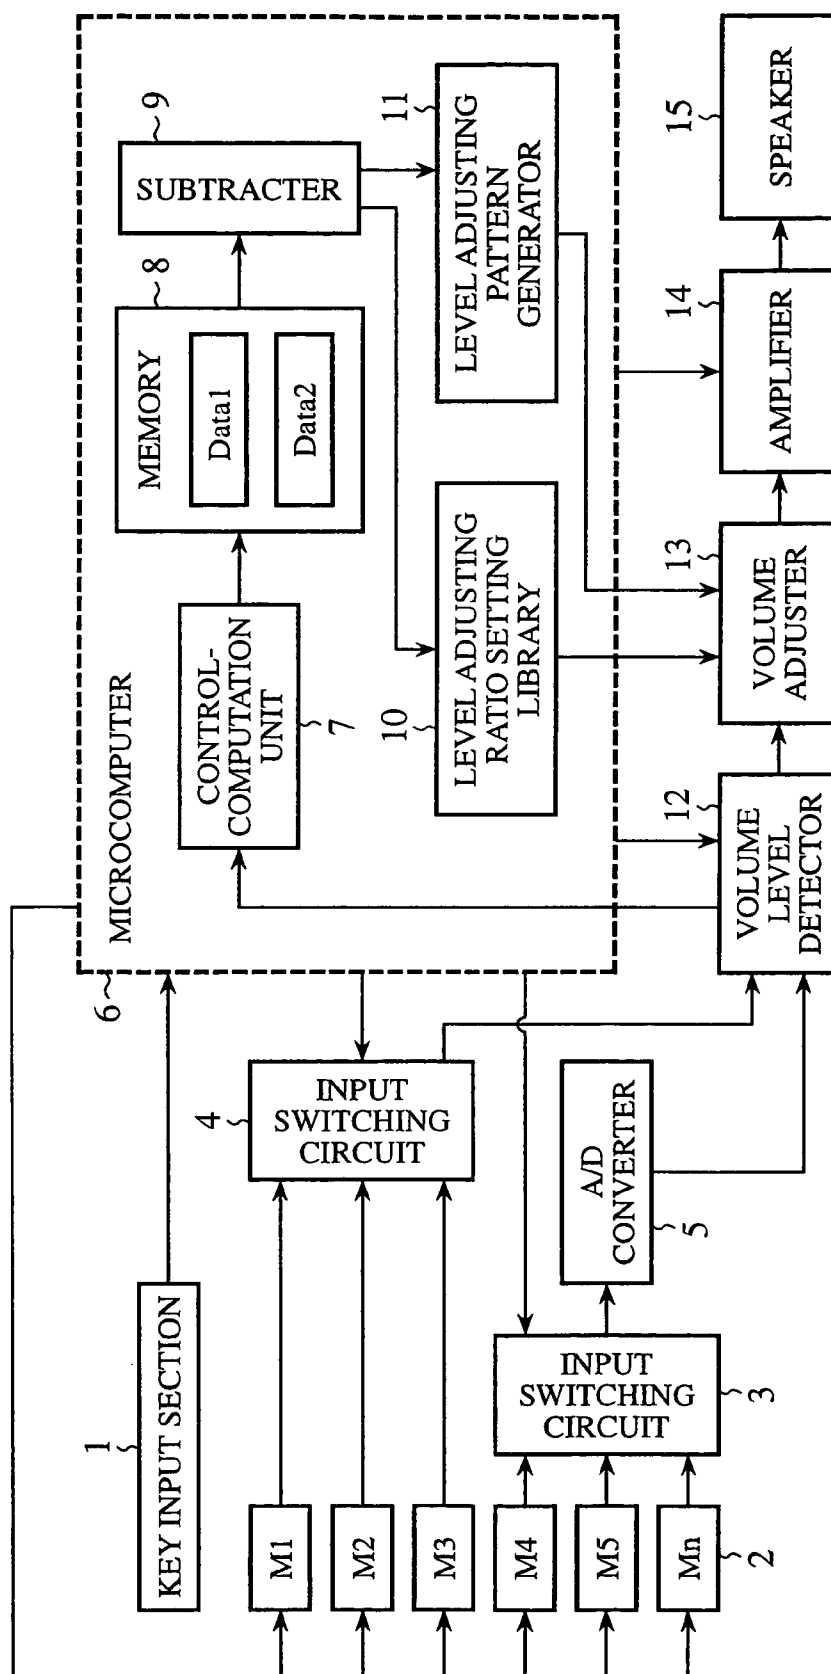 6
MICROCOMPUTER
CONTROL-
COMPUTATION
UNIT
7
MEMORY
8
Data1
Data2
SUBTRACTER
9
10
LEVEL ADJUSTING
RATIO SETTING
LIBRARY
11
LEVEL ADJUSTING
PATTERN
GENERATOR
1
KEY INPUT SECTION
4
INPUT
SWITCHING
CIRCUIT
M1
M2
M3
M4
M5
Mn
2
INPUT
SWITCHING
CIRCUIT
3
A/D
CONVERTER
5
12
VOLUME
LEVEL
DETECTOR
13
VOLUME
ADJUSTER
14
AMPLIFIER
15
SPEAKER